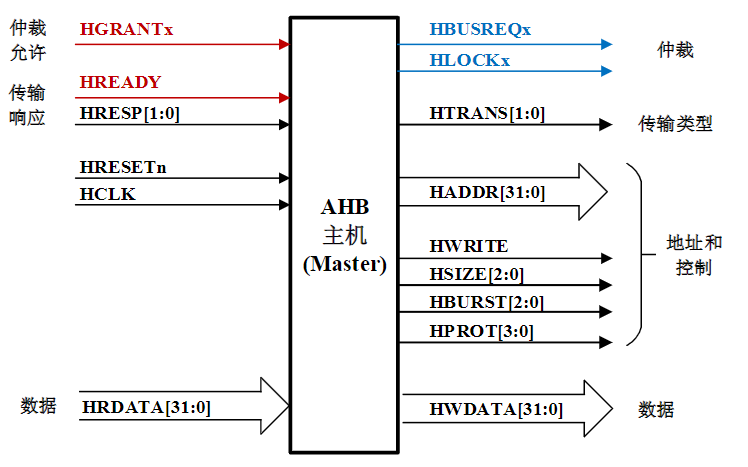 仲裁
允许
HGRANTx
传输
响应
HREADY
HRESP[1:0]
HRESETn
HCLK
数据
HRDATA[31:0]
AHB
主机
(Master)
HBUSREQx
HLOCKx
仲裁
HTRANS[1:0]
传输类型
HADDR[31:0]
HWRITE
HSIZE[2:0]
HBURST[2:0]
HPROT[3:0]
地址和
控制
HWDATA[31:0]
数据